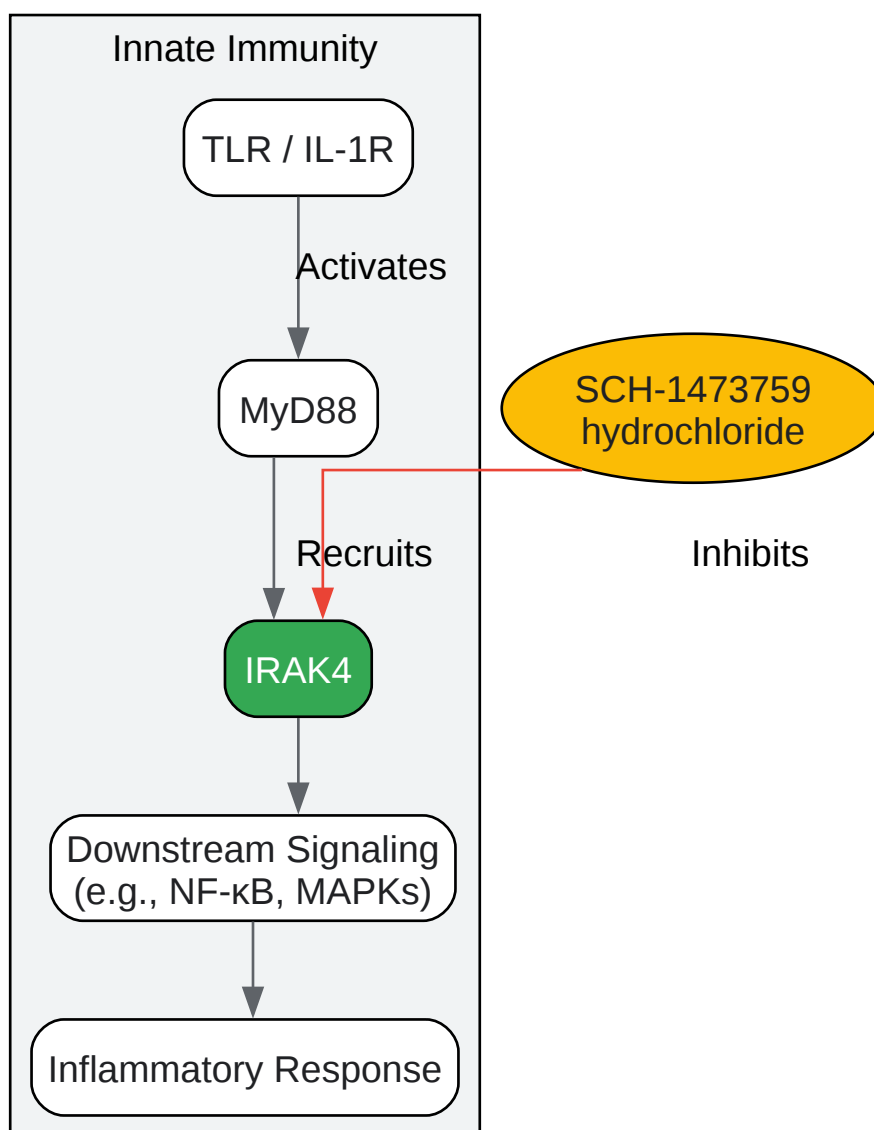 Innate Immunity
TLR / IL-1R
Activates
MyD88
SCH-1473759
hydrochloride
Recruits
Inhibits
IRAK4
Downstream Signaling
(e.g., NF-κB, MAPKs)
Inflammatory Response